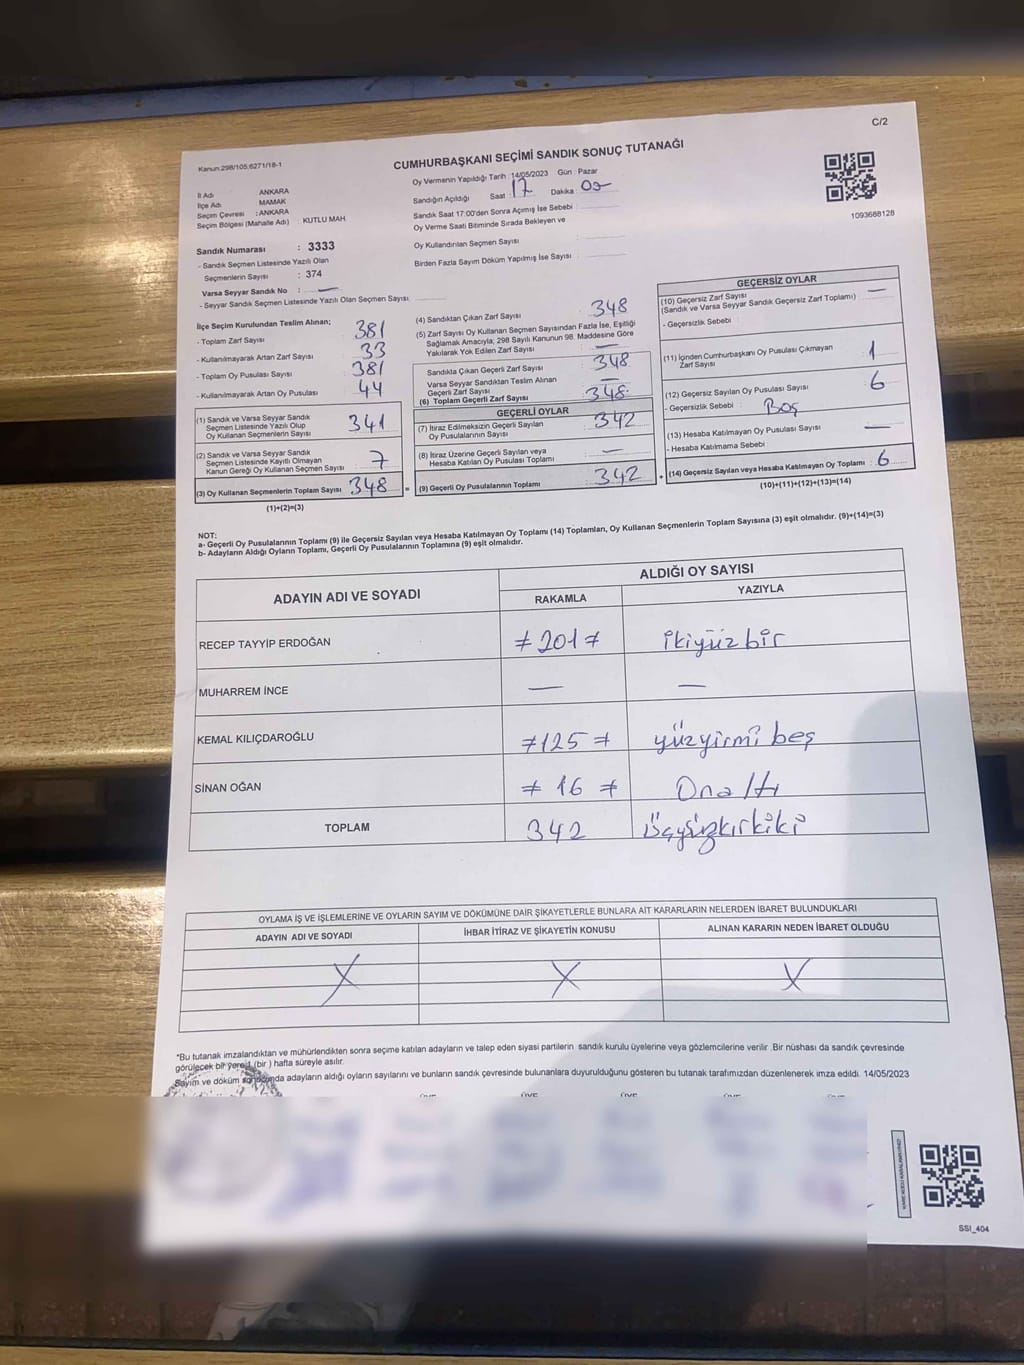 C/2
Kanun.298/105;6271/18-1
CUMHURBAŞKANI SEÇİMİ SANDIK SONUÇ TUTANAĞI
İl Adı ANKARA
İlçe Adı MAMAK
Seçim Çevresi : ANKARA
Seçim Bölgesi (Mahalle Adı) KUTLU MAH.
Sandık Numarası : 3333
- Sandık Seçmen Listesinde Yazılı Olan
Seçmenlerin Sayısı : 374
Varsa Seyyar Sandık No : —
- Seyyar Sandık Seçmen Listesinde Yazılı Olan Seçmen Sayısı
Oy Vermenin Yapıldığı Tarih :14/05/2023 Gün : Pazar
Sandığın Açıldığı Saat : 17 Dakika :
Sandık Saat 17:00'den Sonra Açımış İse Sebebi :
Oy Verme Saati Bitiminde Sırada Bekleyen ve
Oy Kullandırılan Seçmen Sayısı :
Birden Fazla Sayım Döküm Yapılmış İse Sayısı :
1093688128
İlçe Seçim Kurulundan Teslim Alınan;
- Toplam Zarf Sayısı : 381
- Kullanılmayarak Artan Zarf Sayısı : 33
- Toplam Oy Pusulası Sayısı : 381
- Kullanılmayarak Artan Oy Pusulası : 44
(1) Sandık ve Varsa Seyyar Sandık
Seçmen Listesinde Yazılı Olup
Oy Kullanan Seçmenlerin Sayısı : 341
(2) Sandık ve Varsa Seyyar Sandık
Seçmen Listesinde Kayıtlı Olmayan
Kanun Gereği Oy Kullanan Seçmen Sayısı : 7
(3) Oy Kullanan Seçmenlerin Toplam Sayısı : 348
(1)+(2)=(3)
=
(4) Sandıktan Çıkan Zarf Sayısı : 348
(5) Zarf Sayısı Oy Kullanan Seçmen Sayısından Fazla İse, Eşitliği
Sağlamak Amacıyla; 298 Sayılı Kanunun 98. Maddesine Göre
Yakılarak Yok Edilen Zarf Sayısı : —
Sandıkta Çıkan Geçerli Zarf Sayısı : 348
Varsa Seyyar Sandıktan Teslim Alınan
Geçerli Zarf Sayısı : —
(6) Toplam Geçerli Zarf Sayısı : 348
GEÇERLİ OYLAR
(7) İtiraz Edilmeksizin Geçerli Sayılan
Oy Pusulalarının Sayısı : 342
(8) İtiraz Üzerine Geçerli Sayılan veya
Hesaba Katılan Oy Pusulası Toplamı : —
(9) Geçerli Oy Pusulalarının Toplamı : 342
+
GEÇERSİZ OYLAR
(10) Geçersiz Zarf Sayısı : —
(Sandık ve Varsa Seyyar Sandık Geçersiz Zarf Toplamı)
- Geçersizlik Sebebi :
(11) İçinden Cumhurbaşkanı Oy Pusulası Çıkmayan
Zarf Sayısı : 1
(12) Geçersiz Sayılan Oy Pusulası Sayısı : 6
- Geçersizlik Sebebi : Boş
(13) Hesaba Katılmayan Oy Pusulası Sayısı : —
- Hesaba Katılmama Sebebi :
(14) Geçersiz Sayılan veya Hesaba Katılmayan Oy Toplamı : 6
(10)+(11)+(12)+(13)=(14)
NOT:
a- Geçerli Oy Pusulalarının Toplamı (9) ile Geçersiz Sayılan veya Hesaba Katılmayan Oy Toplamı (14) Toplamları, Oy Kullanan Seçmenlerin Toplam Sayısına (3) eşit olmalıdır. (9)+(14)=(3)
b- Adayların Aldığı Oyların Toplamı, Geçerli Oy Pusulalarının Toplamına (9) eşit olmalıdır.
ADAYIN ADI VE SOYADI
ALDIĞI OY SAYISI
RAKAMLA YAZIYLA
RECEP TAYYİP ERDOĞAN ≠ 201 ≠ ikiyüzbir
MUHARREM İNCE — —
KEMAL KILIÇDAROĞLU ≠ 125 ≠ yüzyirmi beş
SİNAN OĞAN ≠ 16 ≠ Onaltı
TOPLAM 342 Üçyüzkırkiki
OYLAMA İŞ VE İŞLEMLERİNE VE OYLARIN SAYIM VE DÖKÜMÜNE DAİR ŞİKAYETLERLE BUNLARA AİT KARARLARIN NELERDEN İBARET BULUNDUKLARI
ADAYIN ADI VE SOYADI İHBAR İTİRAZ VE ŞİKAYETİN KONUSU ALINAN KARARIN NEDEN İBARET OLDUĞU
X X X
*Bu tutanak imzalandıktan ve mühürlendikten sonra seçime katılan adayların ve talep eden siyasi partilerin sandık kurulu üyelerine veya gözlemcilerine verilir .Bir nüshası da sandık çevresinde
görülecek bir yere (bir ) hafta süreyle asılır.
Sayım ve döküm sonucunda adayların aldığı oyların sayılarını ve bunların sandık çevresinde bulunanlara duyurulduğunu gösteren bu tutanak tarafımızdan düzenlenerek imza edildi. 14/05/2023
SSI_404